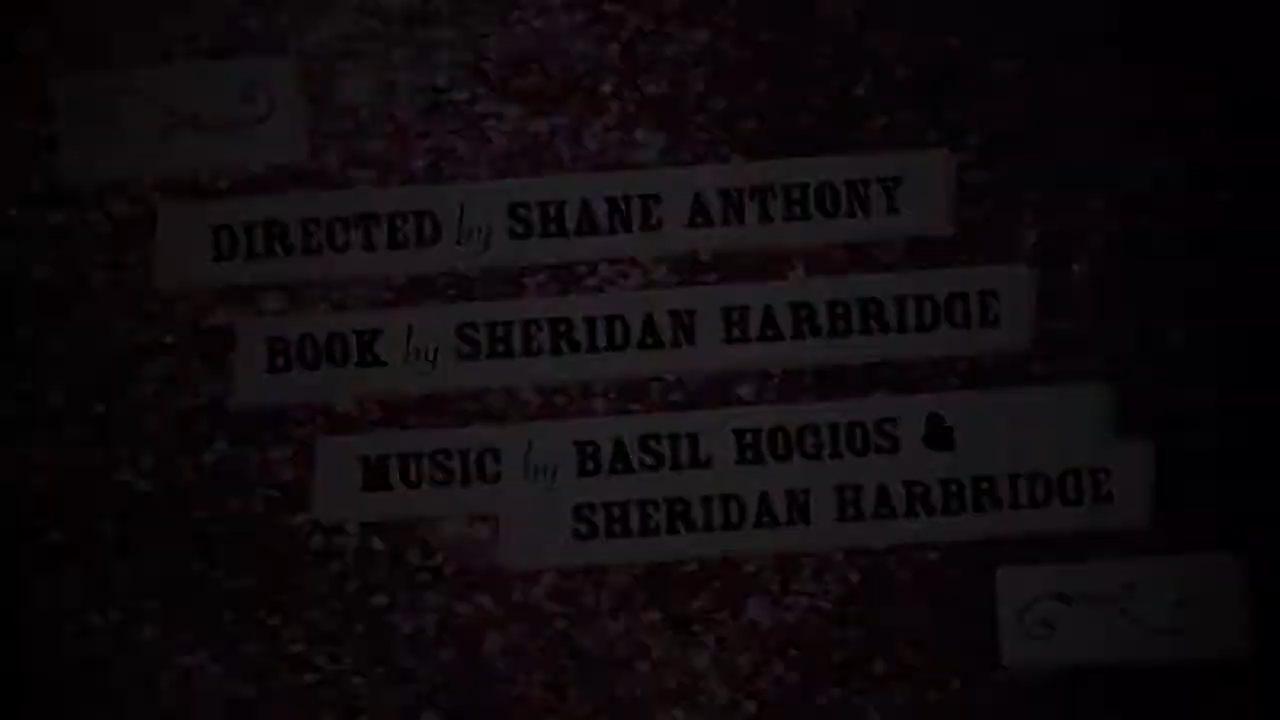 DIRECTED by SHANE ANTHONY
BOOK by SHERIDAN HARBRIDGE
MUSIC by BASIL HOGIOS &
SHERIDAN HARBRIDGE